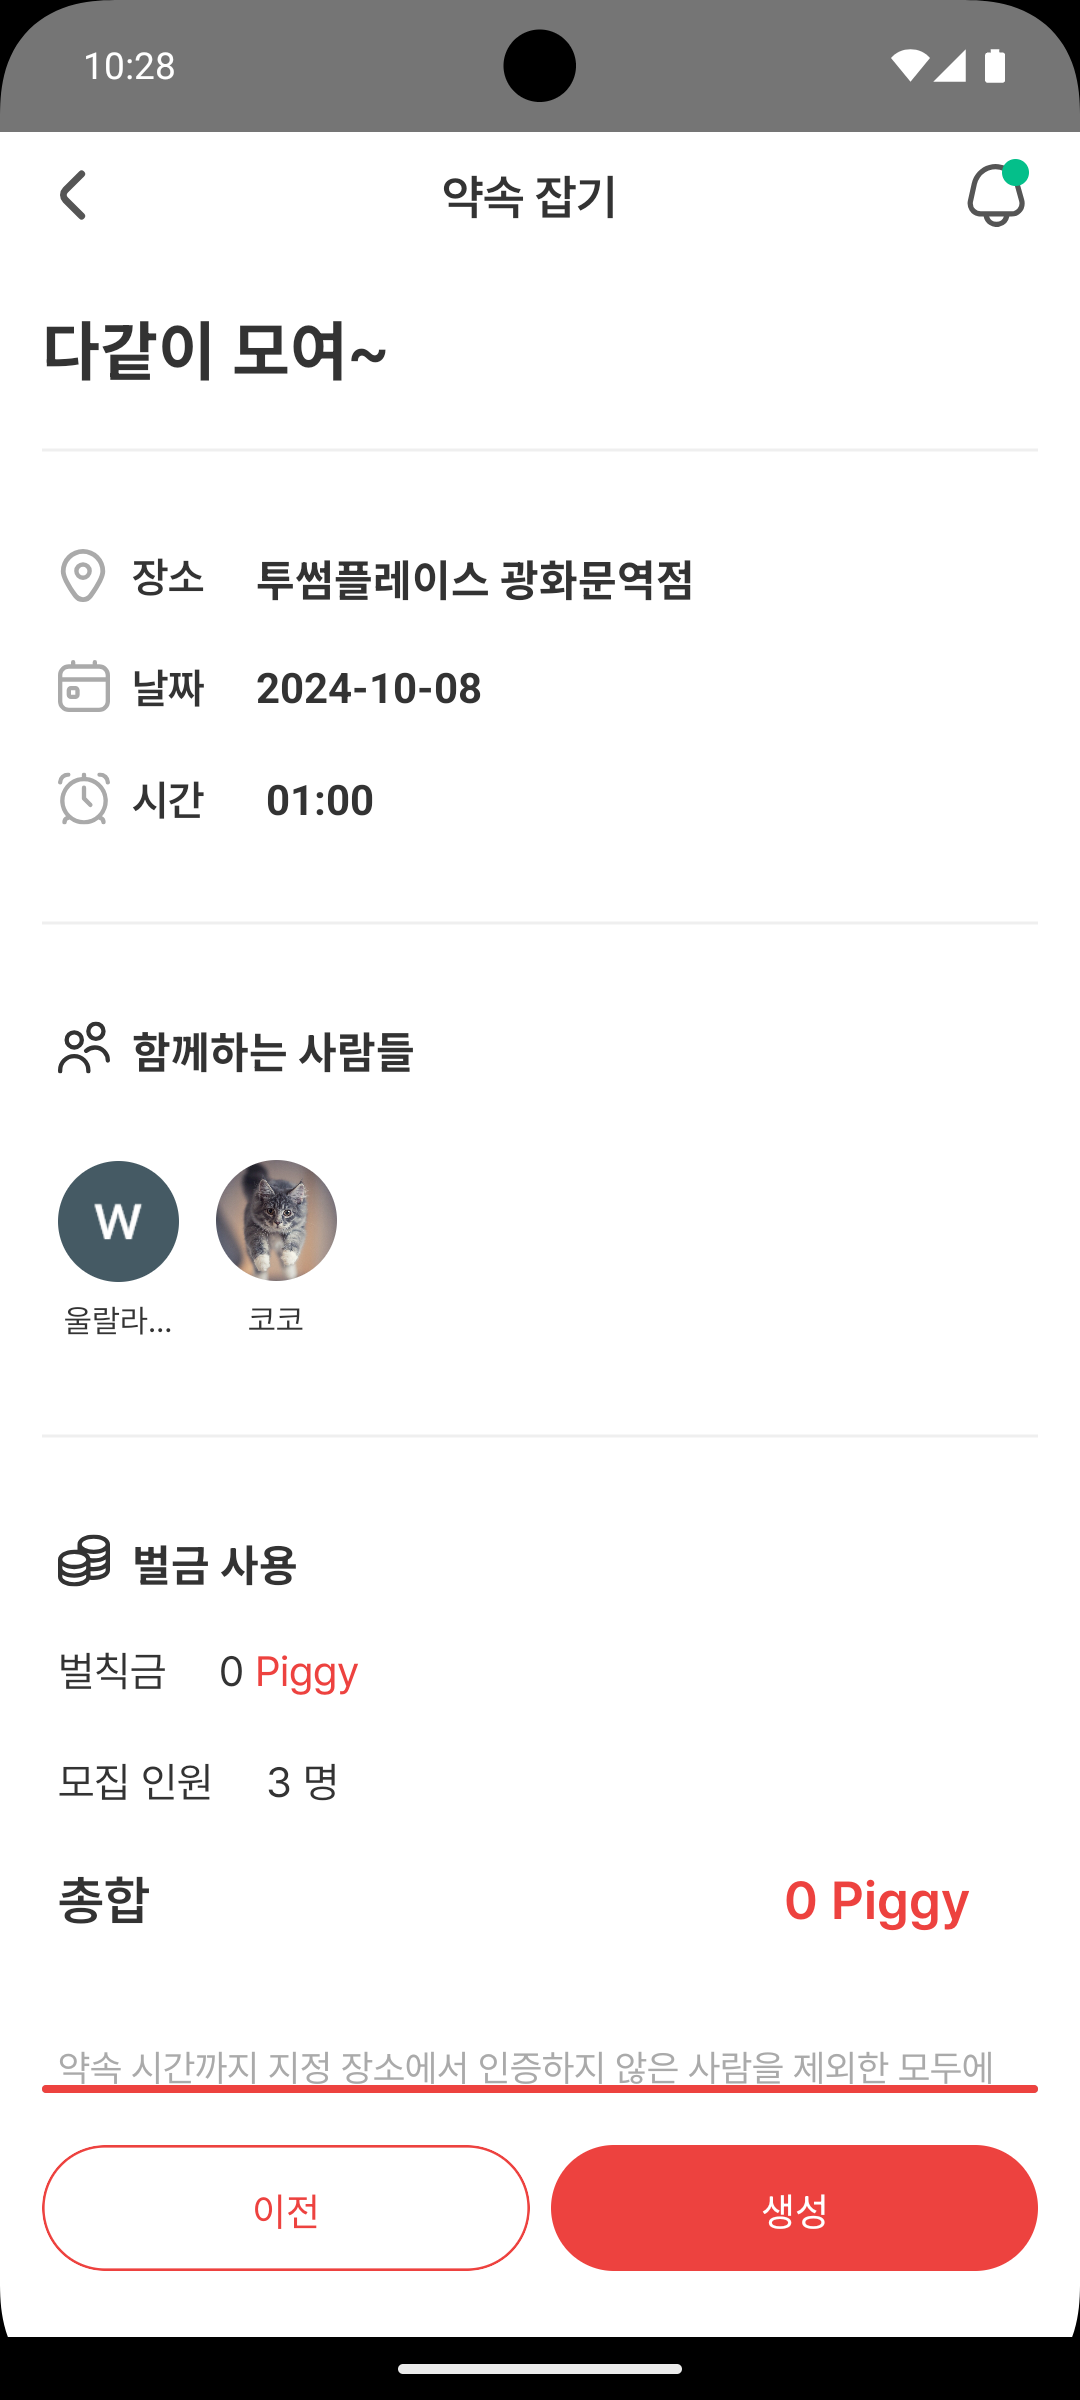 10:28
약속 잡기
다같이 모여~
장소 투썸플레이스 광화문역점
날짜 2024-10-08
시간 01:00
함께하는 사람들
W
울랄라... 코코
벌금 사용
벌칙금 0 Piggy
모집 인원 3 명
총합 0 Piggy
약속 시간까지 지정 장소에서 인증하지 않은 사람을 제외한 모두에
이전 생성